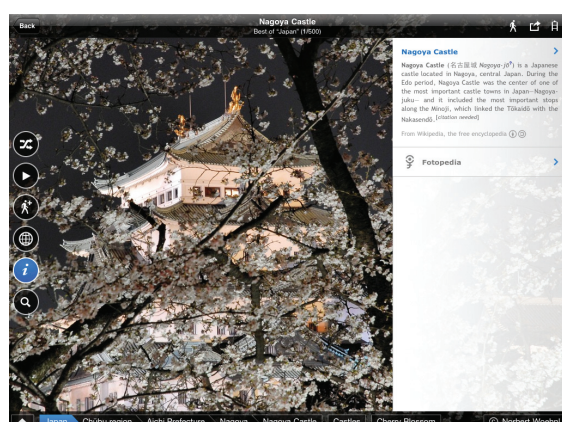 Back
Nagoya Castle
Best of "Japan" (1/500)
Nagoya Castle
Nagoya Castle (名古屋城 Nagoya-jō?) is a Japanese
castle located in Nagoya, central Japan. During the
Edo period, Nagoya Castle was the center of one of
the most important castle towns in Japan—Nagoya-
juku— and it included the most important stops
along the Minoji, which linked the Tōkaidō with the
Nakasendō. [citation needed]
From Wikipedia, the free encyclopedia
Fotopedia
Japan Chūbu region Aichi Prefecture Nagoya Nagoya Castle Castles Cherry Blossom © Norbert Woehnl